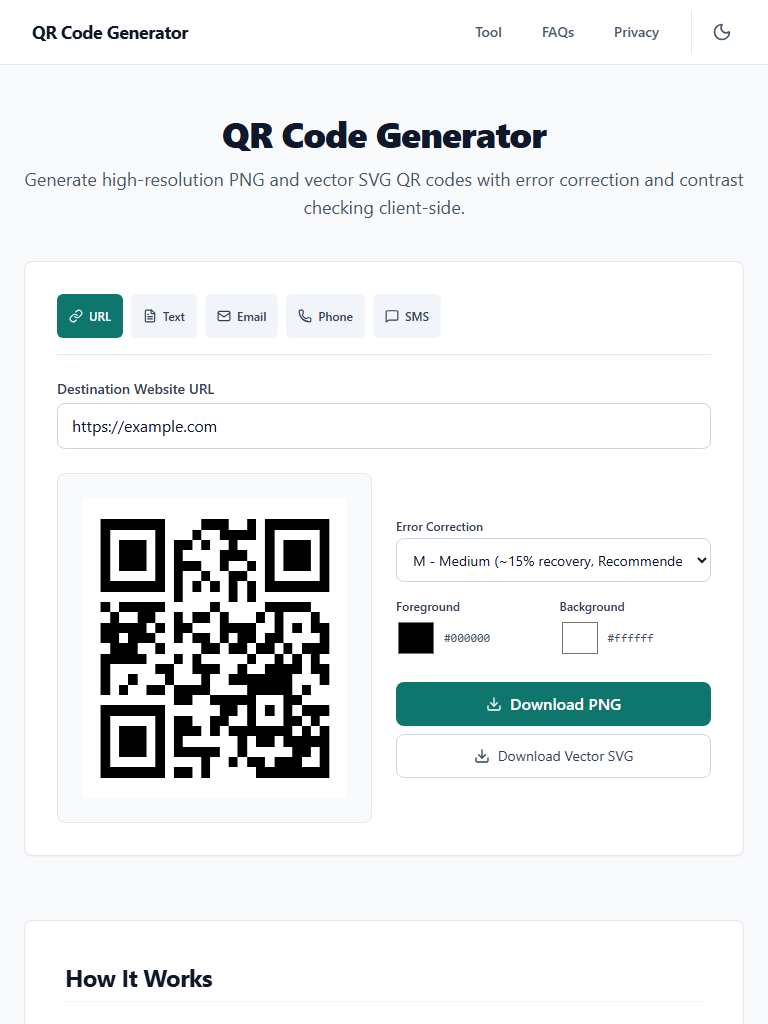 QR Code Generator
Tool
FAQs
Privacy
QR Code Generator
Generate high-resolution PNG and vector SVG QR codes with error correction and contrast
checking client-side.
URL
Text
Email
Phone
SMS
Destination Website URL
https://example.com
Error Correction
M - Medium (~15% recovery, Recommende
Foreground
Background
#000000
#ffffff
Download PNG
Download Vector SVG
How It Works